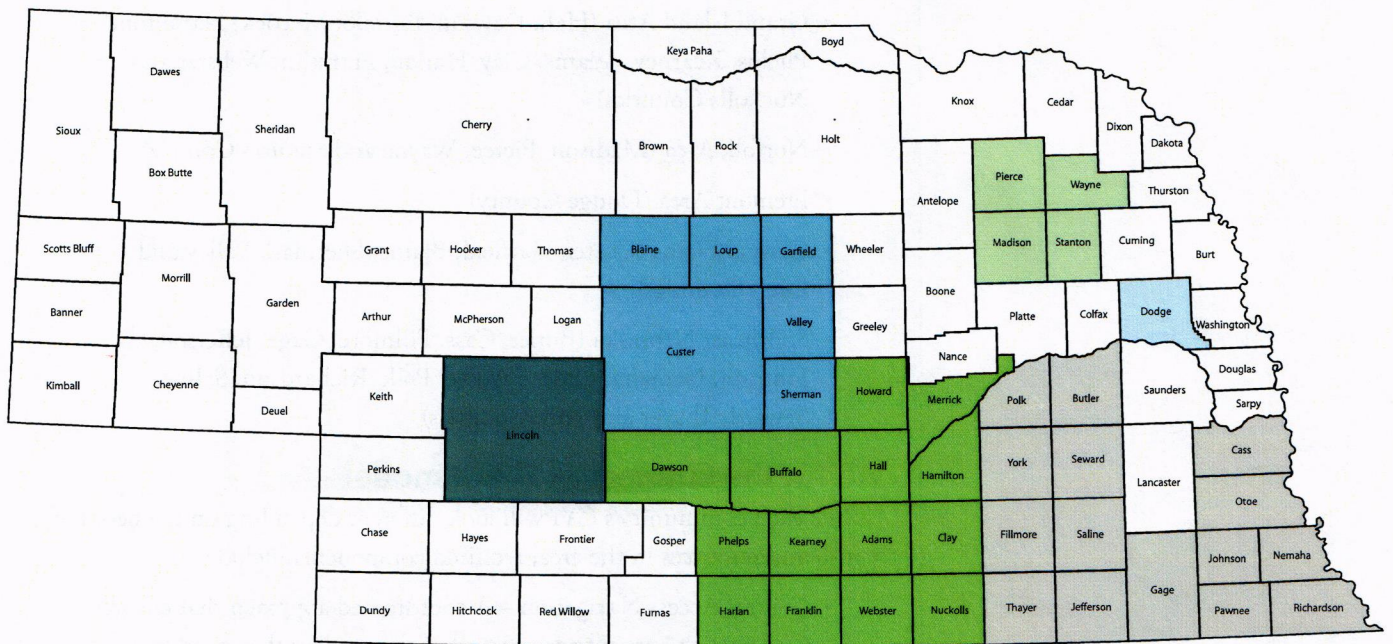 Keya Paha
Boyd
Dawes
Knox
Cedar
Sioux
Sheridan
Cherry
Brown
Rock
Holt
Dixon
Dakota
Box Butte
Pierce
Wayne
Thurston
Antelope
Scotts Bluff
Grant
Hooker
Thomas
Blaine
Loup
Garfield
Wheeler
Madison
Stanton
Cuming
Burt
Morrill
Garden
Banner
Arthur
McPherson
Logan
Custer
Valley
Greeley
Boone
Platte
Colfax
Dodge
Washington
Nance
Kimball
Cheyenne
Deuel
Keith
Sherman
Howard
Merrick
Polk
Butler
Saunders
Douglas
Sarpy
Lincoln
Perkins
Dawson
Buffalo
Hall
Hamilton
York
Seward
Lancaster
Cass
Otoe
Chase
Hayes
Frontier
Gosper
Phelps
Kearney
Adams
Clay
Fillmore
Saline
Johnson
Nemaha
Dundy
Hitchcock
Red Willow
Furnas
Harlan
Franklin
Webster
Nuckolls
Thayer
Jefferson
Gage
Pawnee
Richardson